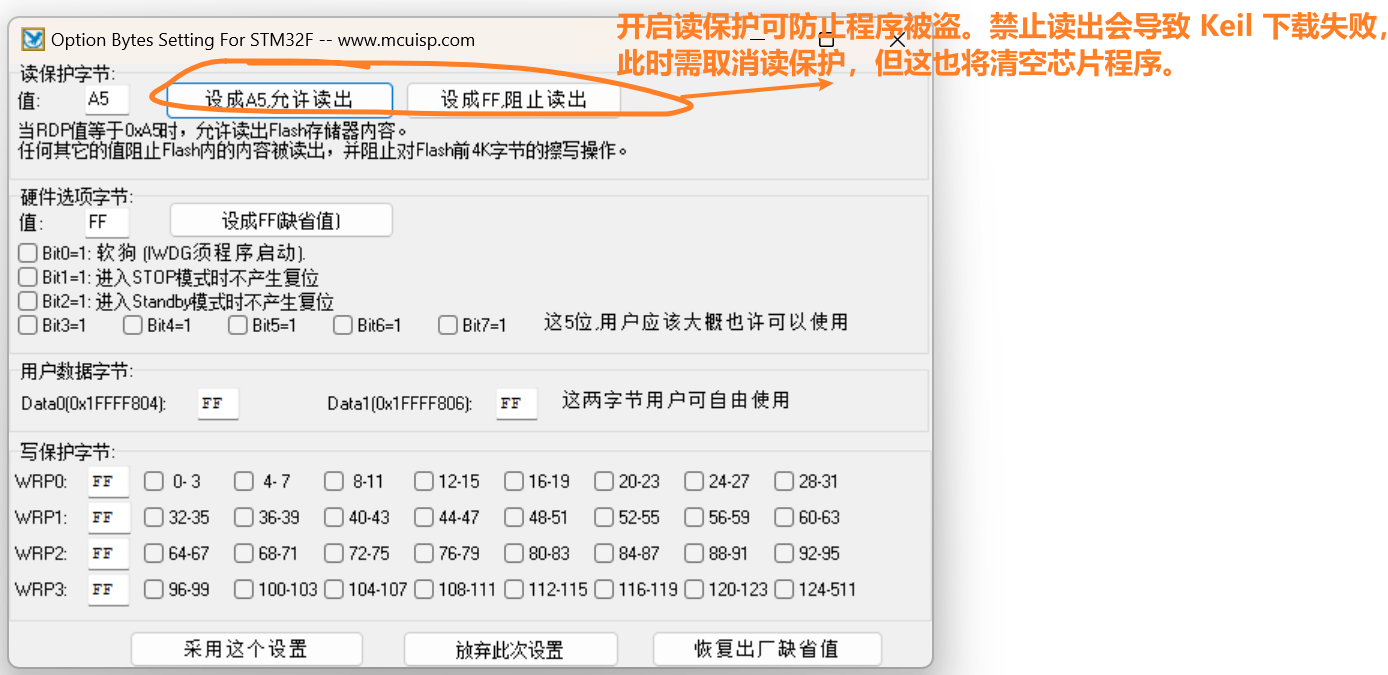 开启读保护可防止程序被盗。禁止读出会导致 Keil 下载失败,
此时需取消读保护，但这也将清空芯片程序。
Option Bytes Setting For STM32F -- www.mcuisp.com
读保护字节:
值: A5 设成A5,允许读出 设成FF,阻止读出
当RDP值等于0xA5时，允许读出Flash存储器内容。
任何其它的值阻止Flash内的内容被读出，并阻止对Flash前4K字节的擦写操作。
硬件选项字节:
值: FF 设成FF(缺省值)
Bit0=1: 软狗 (IWDG须程序启动).
Bit1=1: 进入STOP模式时不产生复位
Bit2=1: 进入Standby模式时不产生复位
Bit3=1 Bit4=1 Bit5=1 Bit6=1 Bit7=1 这5位,用户应该大概也许可以使用
用户数据字节:
Data0(0x1FFFF804): FF Data1(0x1FFFF806): FF 这两字节用户可自由使用
写保护字节:
WRP0: FF 0- 3 4- 7 8-11 12-15 16-19 20-23 24-27 28-31
WRP1: FF 32-35 36-39 40-43 44-47 48-51 52-55 56-59 60-63
WRP2: FF 64-67 68-71 72-75 76-79 80-83 84-87 88-91 92-95
WRP3: FF 96-99 100-103 104-107 108-111 112-115 116-119 120-123 124-511
采用这个设置 放弃此次设置 恢复出厂缺省值